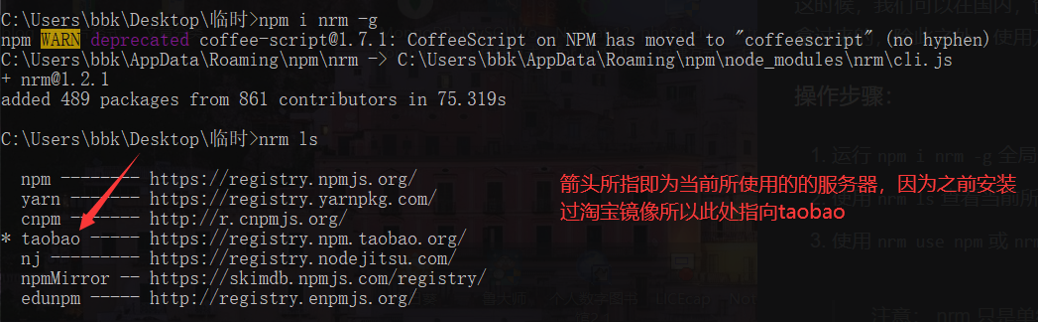 这时候，我们可以在国内，
C:\Users\bbk\Desktop\临时>npm i nrm -g
npm WARN deprecated coffee-script@1.7.1: CoffeeScript on NPM has moved to "coffeescript" (no hyphen)
C:\Users\bbk\AppData\Roaming\npm\nrm -> C:\Users\bbk\AppData\Roaming\npm\node_modules\nrm\cli.js
+ nrm@1.2.1
added 489 packages from 861 contributors in 75.319s
操作步骤：
C:\Users\bbk\Desktop\临时>nrm ls
1. 运行 npm i nrm -g 全局
npm -------- https://registry.npmjs.org/
yarn ------- https://registry.yarnpkg.com/
cnpm ------- http://r.cnpmjs.org/
* taobao ----- https://registry.npm.taobao.org/
nj --------- https://registry.nodejitsu.com/
npmMirror -- https://skimdb.npmjs.com/registry/
edunpm ----- http://registry.enpmjs.org/
箭头所指即为当前所使用的的服务器，因为之前安装
过淘宝镜像所以此处指向taobao
使用 nrm ls 查看当前所
3. 使用 nrm use npm 或 nrm
注意： nrm 只是单